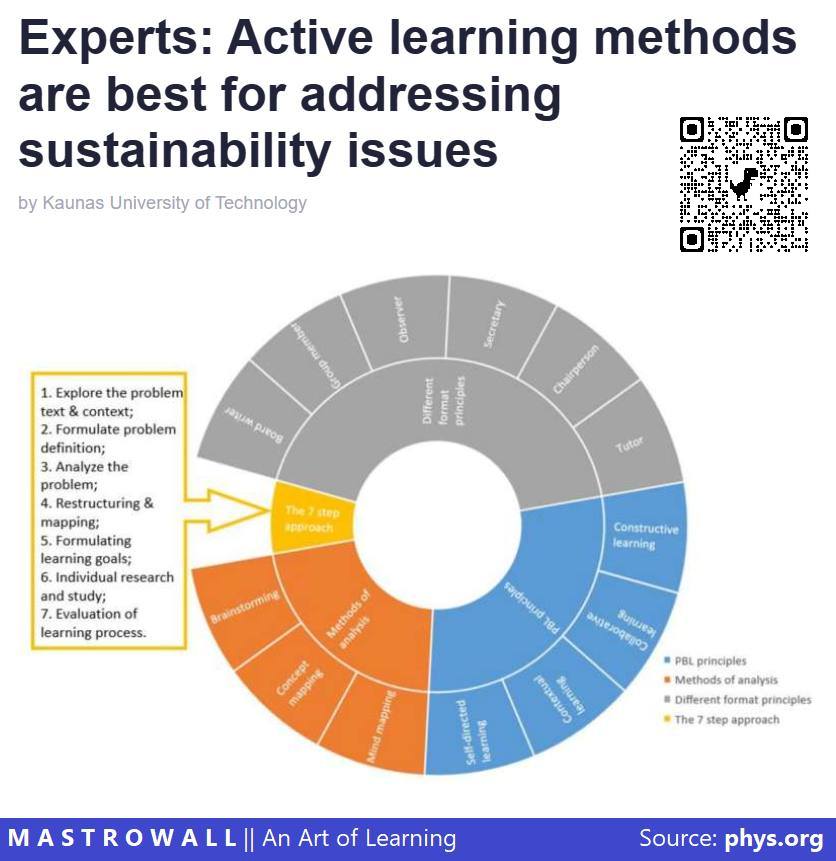 Experts: Active learning methods
are best for addressing
sustainability issues
by Kaunas University of Technology
1. Explore the problem
text & context;
2. Formulate problem
definition;
3. Analyze the
problem;
4. Restructuring &
mapping;
5. Formulating
learning goals;
6. Individual research
and study;
7. Evaluation of
learning process.
Board writer
Group member
Observer
Secretary
Chairperson
Tutor
Different
format
principles
The 7 step
approach
Constructive
learning
Collaborative
learning
Contextual
learning
Self-directed
learning
PBL principles
Methods of
analysis
Brainstorming
Concept
mapping
Mind mapping
PBL principles
Methods of analysis
Different format principles
The 7 step approach
MASTROWALL || An Art of Learning
Source: phys.org